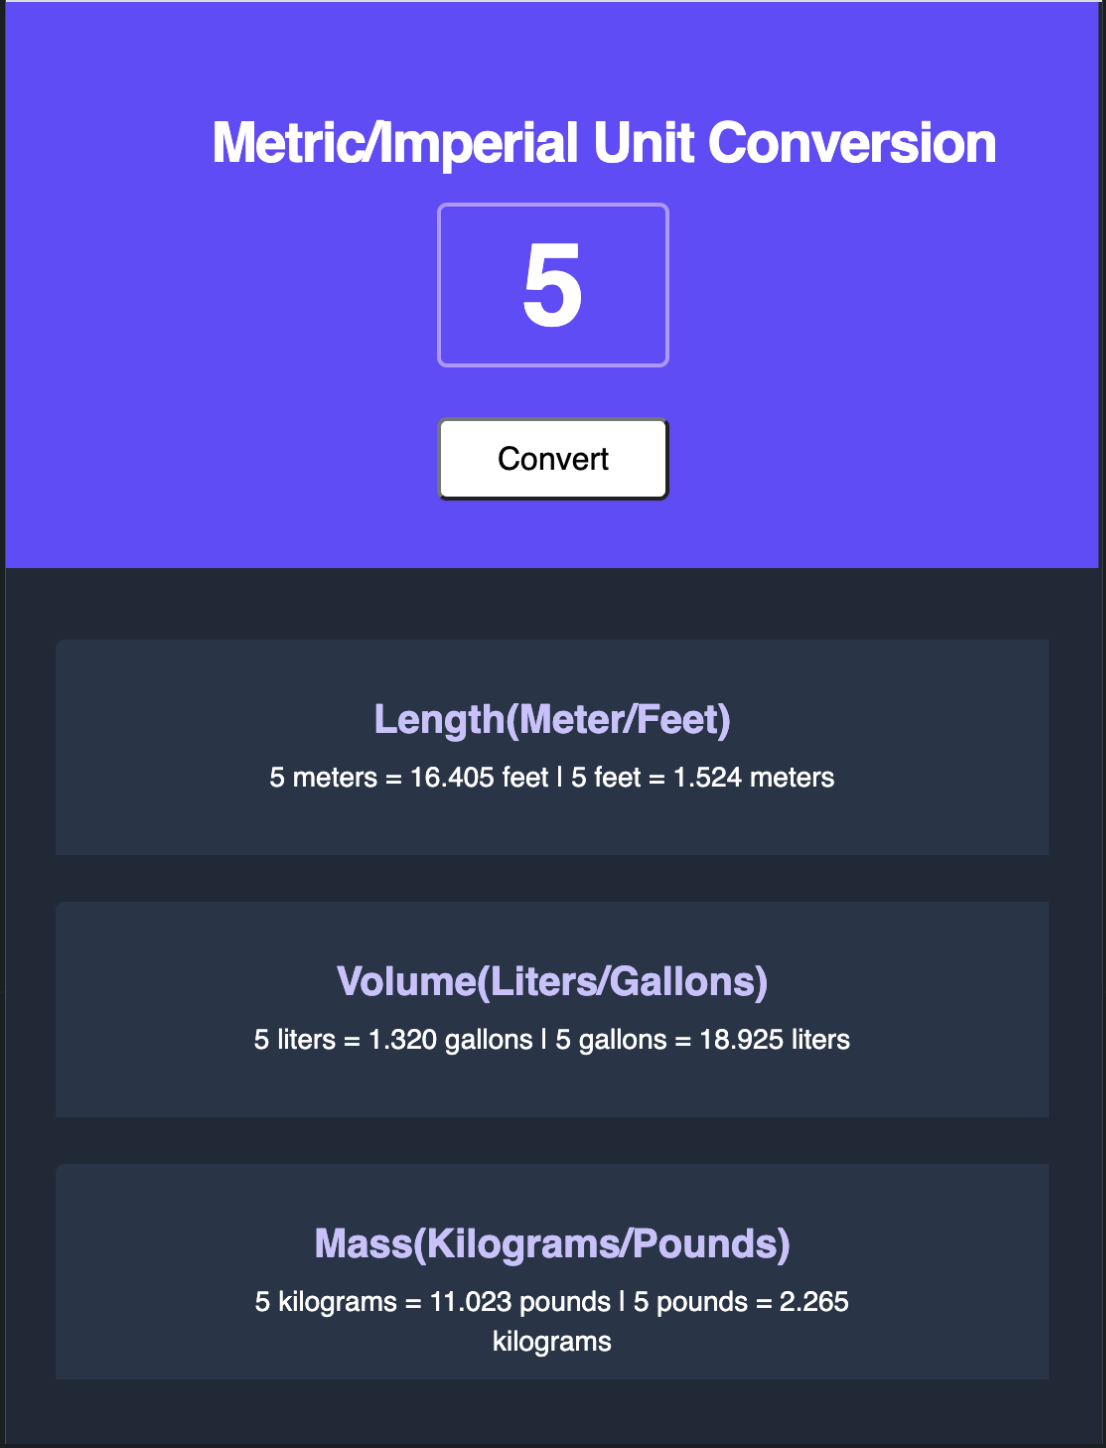 Metric/Imperial Unit Conversion
5
Convert
Length(Meter/Feet)
5 meters = 16.405 feet | 5 feet = 1.524 meters
Volume(Liters/Gallons)
5 liters = 1.320 gallons | 5 gallons = 18.925 liters
Mass(Kilograms/Pounds)
5 kilograms = 11.023 pounds | 5 pounds = 2.265
kilograms